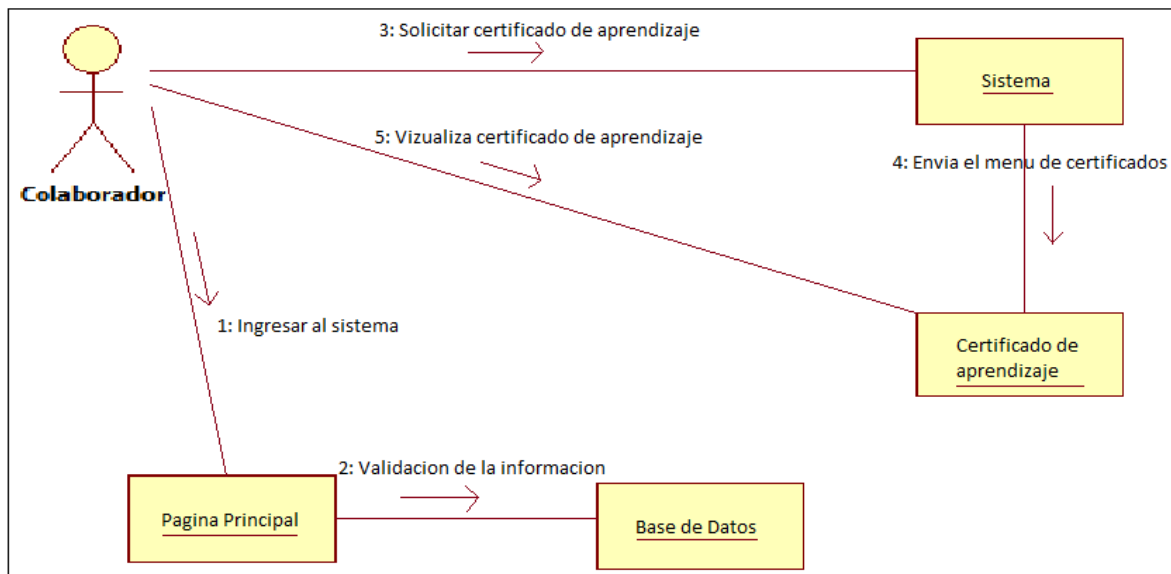 3: Solicitar certificado de aprendizaje
Sistema
5: Vizualiza certificado de aprendizaje
4: Envia el menu de certificados
Colaborador
1: Ingresar al sistema
Certificado de
aprendizaje
2: Validacion de la informacion
Pagina Principal
Base de Datos